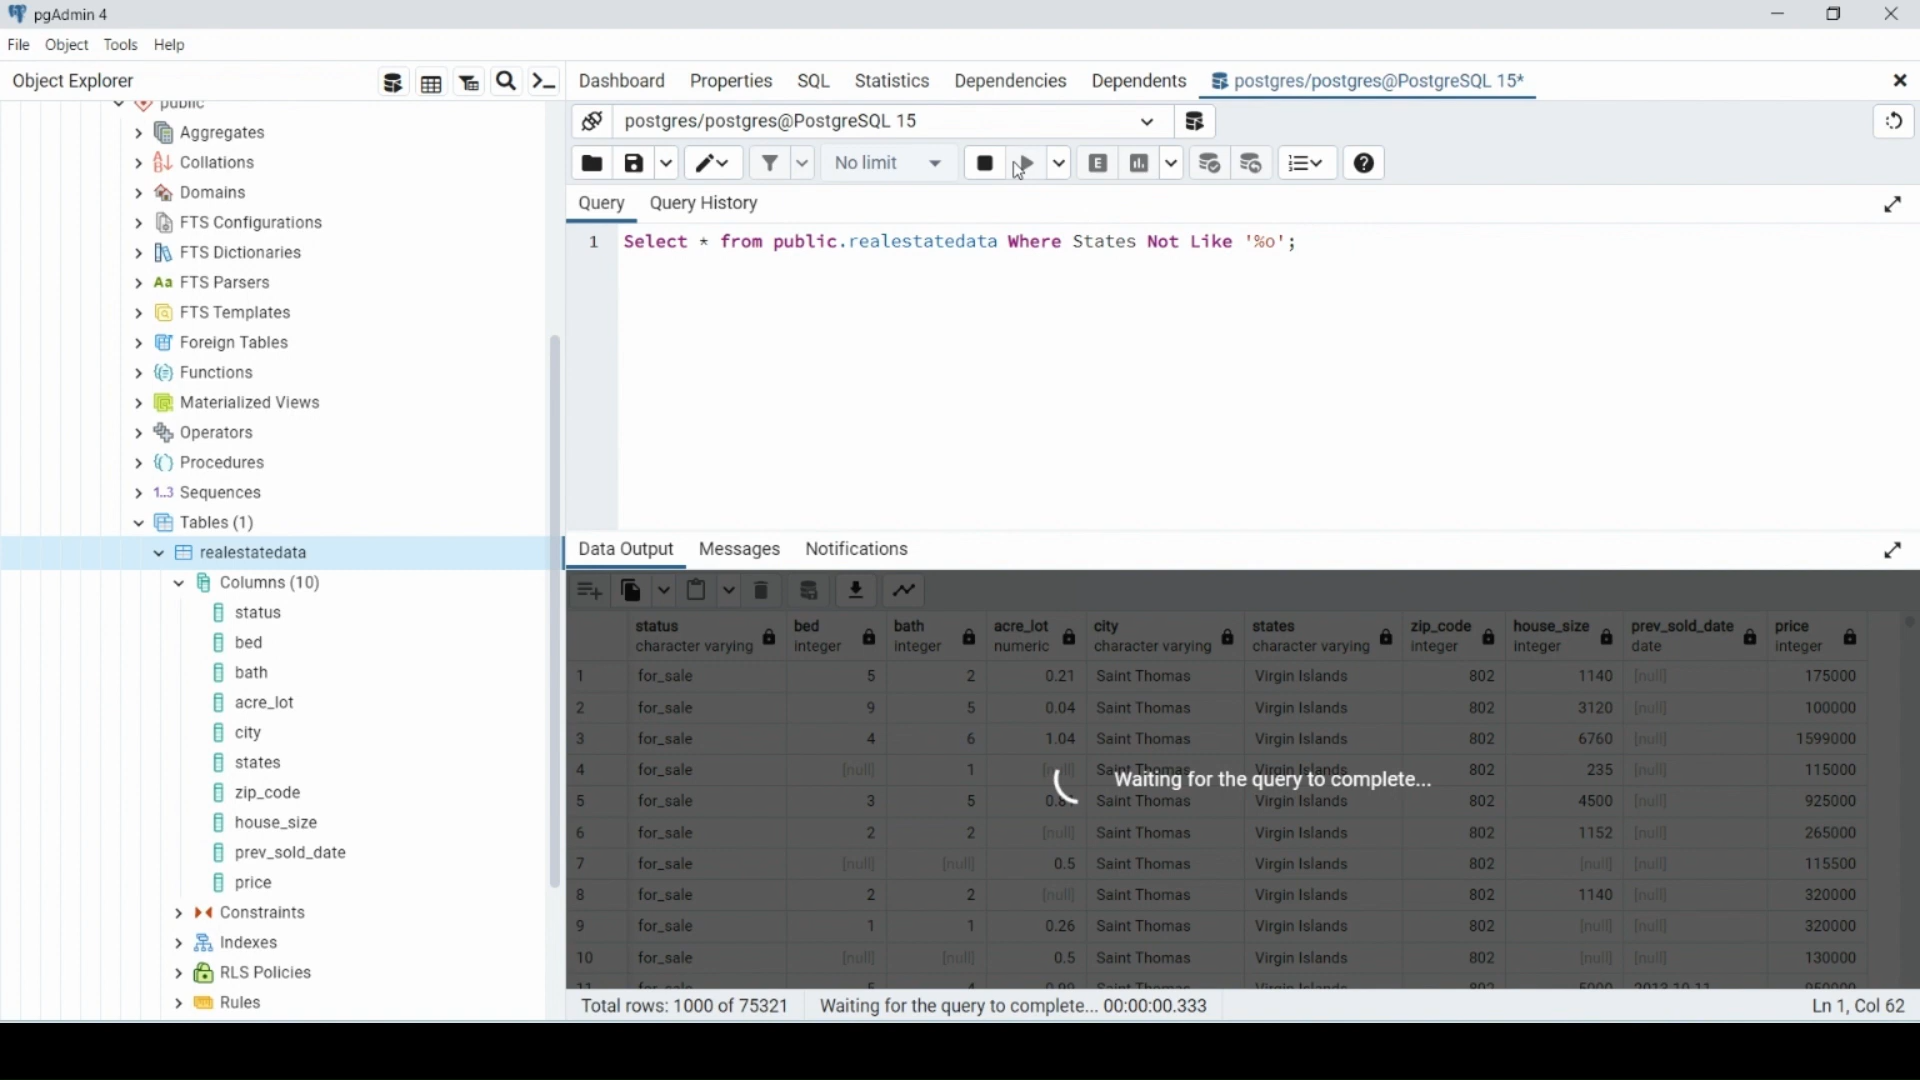 pgAdmin 4
File Object Tools Help
Object Explorer
Dashboard Properties SQL Statistics Dependencies Dependents postgres/postgres@PostgreSQL 15*
public
Aggregates
Collations
Domains
FTS Configurations
FTS Dictionaries
Aa FTS Parsers
FTS Templates
Foreign Tables
Functions
Materialized Views
Operators
Procedures
1..3 Sequences
Tables (1)
realestatedata
Columns (10)
status
bed
bath
acre_lot
city
states
zip_code
house_size
prev_sold_date
price
Constraints
Indexes
RLS Policies
Rules
postgres/postgres@PostgreSQL 15
No limit
E
Query Query History
1 Select * from public.realestatedata Where States Not Like '%o';
Data Output Messages Notifications
status bed bath acre_lot city states zip_code house_size prev_sold_date price
character varying integer integer numeric character varying character varying integer integer date integer
1 for_sale 5 2 0.21 Saint Thomas Virgin Islands 802 1140 [null] 175000
2 for_sale 9 5 0.04 Saint Thomas Virgin Islands 802 3120 [null] 100000
3 for_sale 4 6 1.04 Saint Thomas Virgin Islands 802 6760 [null] 1599000
4 for_sale [null] 1 [null] Saint Thomas Virgin Islands 802 235 [null] 115000
Waiting for the query to complete...
5 for_sale 3 5 Saint Thomas Virgin Islands 802 4500 [null] 925000
6 for_sale 2 2 [null] Saint Thomas Virgin Islands 802 1152 [null] 265000
7 for_sale [null] [null] 0.5 Saint Thomas Virgin Islands 802 [null] [null] 115500
8 for_sale 2 2 [null] Saint Thomas Virgin Islands 802 1140 [null] 320000
9 for_sale 1 1 0.26 Saint Thomas Virgin Islands 802 [null] [null] 320000
10 for_sale [null] [null] 0.5 Saint Thomas Virgin Islands 802 [null] [null] 130000
Total rows: 1000 of 75321 Waiting for the query to complete... 00:00:00.333 Ln 1, Col 62